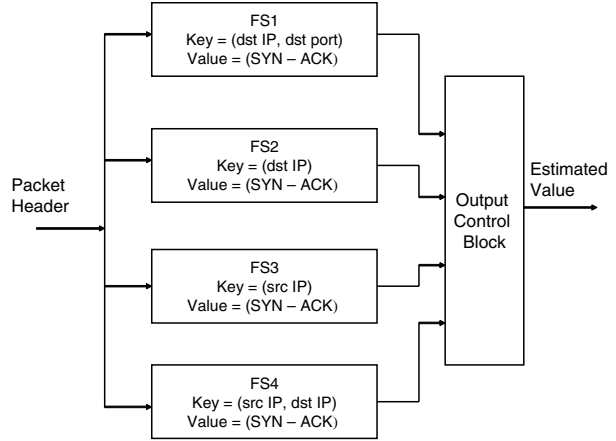 Packet
Header
FS1
Key = (dst IP, dst port)
Value = (SYN – ACK)
FS2
Key = (dst IP)
Value = (SYN – ACK)
FS3
Key = (src IP)
Value = (SYN – ACK)
FS4
Key = (src IP, dst IP)
Value = (SYN – ACK)
Output
Control
Block
Estimated
Value